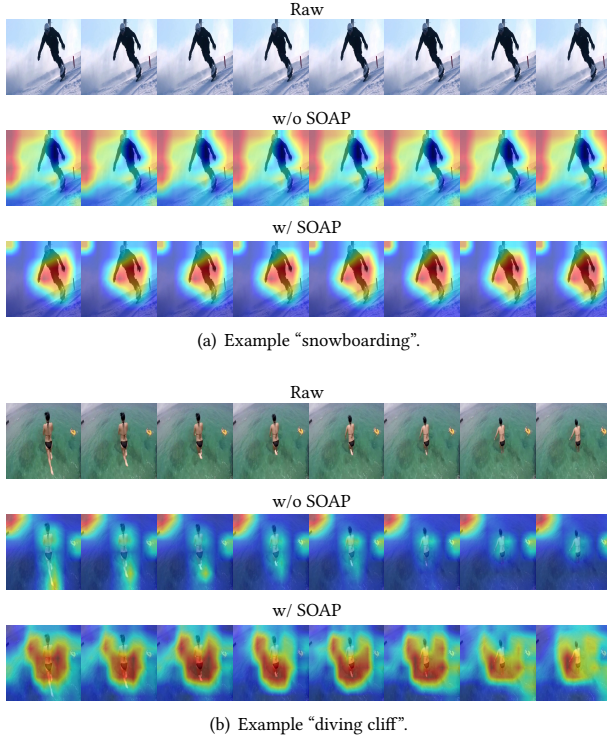 Raw
w/o SOAP
w/ SOAP
(a) Example “snowboarding”.
Raw
w/o SOAP
w/ SOAP
(b) Example “diving cliff”.